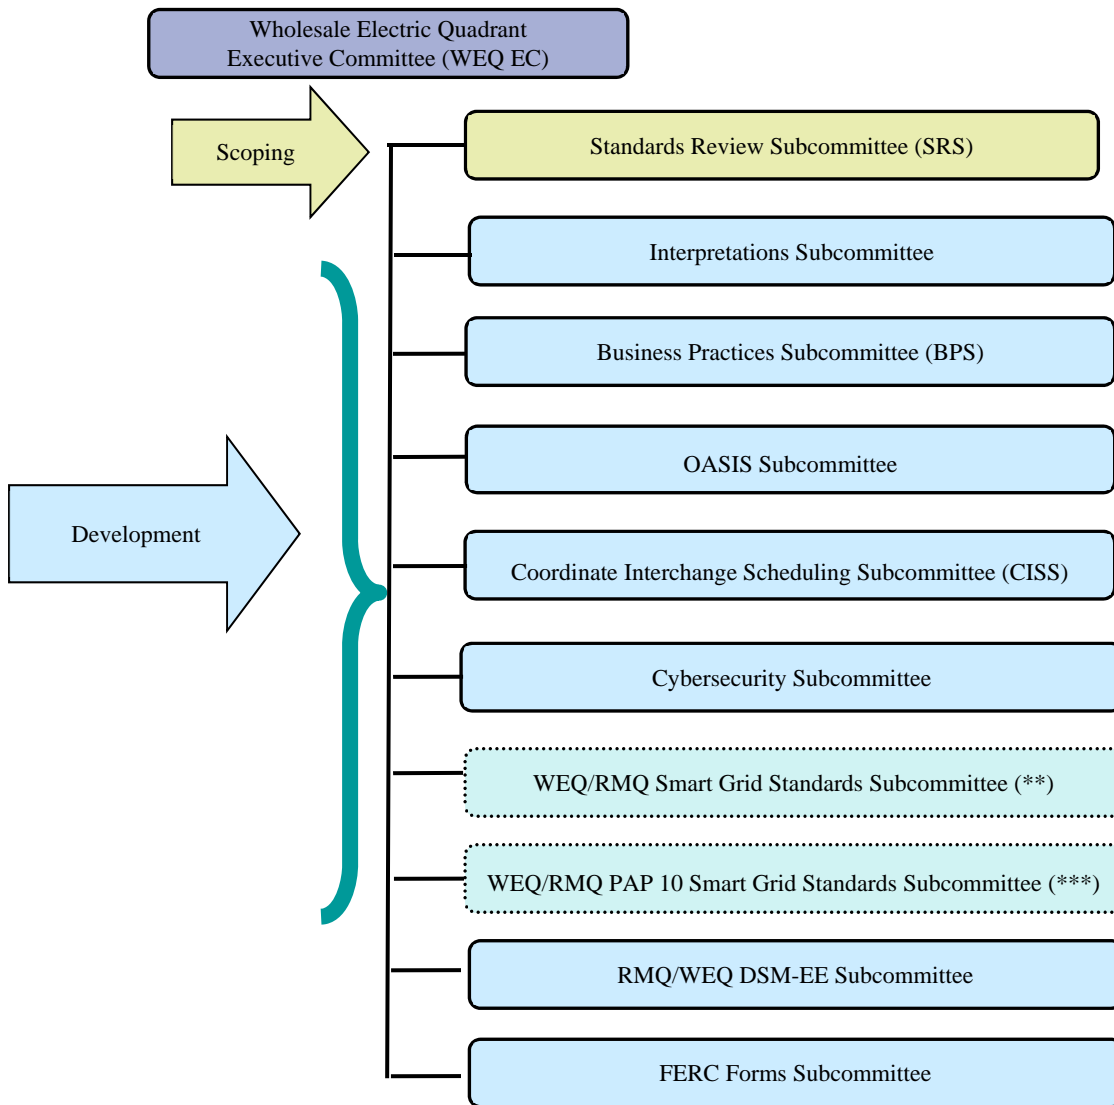 Wholesale Electric Quadrant
Executive Committee (WEQ EC)
Scoping
Standards Review Subcommittee (SRS)
Interpretations Subcommittee
Business Practices Subcommittee (BPS)
OASIS Subcommittee
Development
Coordinate Interchange Scheduling Subcommittee (CISS)
Cybersecurity Subcommittee
WEQ/RMQ Smart Grid Standards Subcommittee (**)
WEQ/RMQ PAP 10 Smart Grid Standards Subcommittee (***)
RMQ/WEQ DSM-EE Subcommittee
FERC Forms Subcommittee